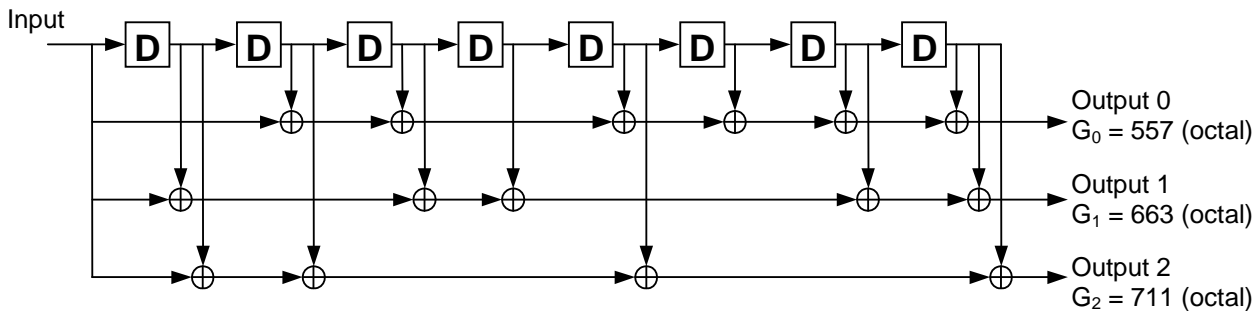 Input
D D D D D D D D
Output 0
G₀ = 557 (octal)
Output 1
G₁ = 663 (octal)
Output 2
G₂ = 711 (octal)